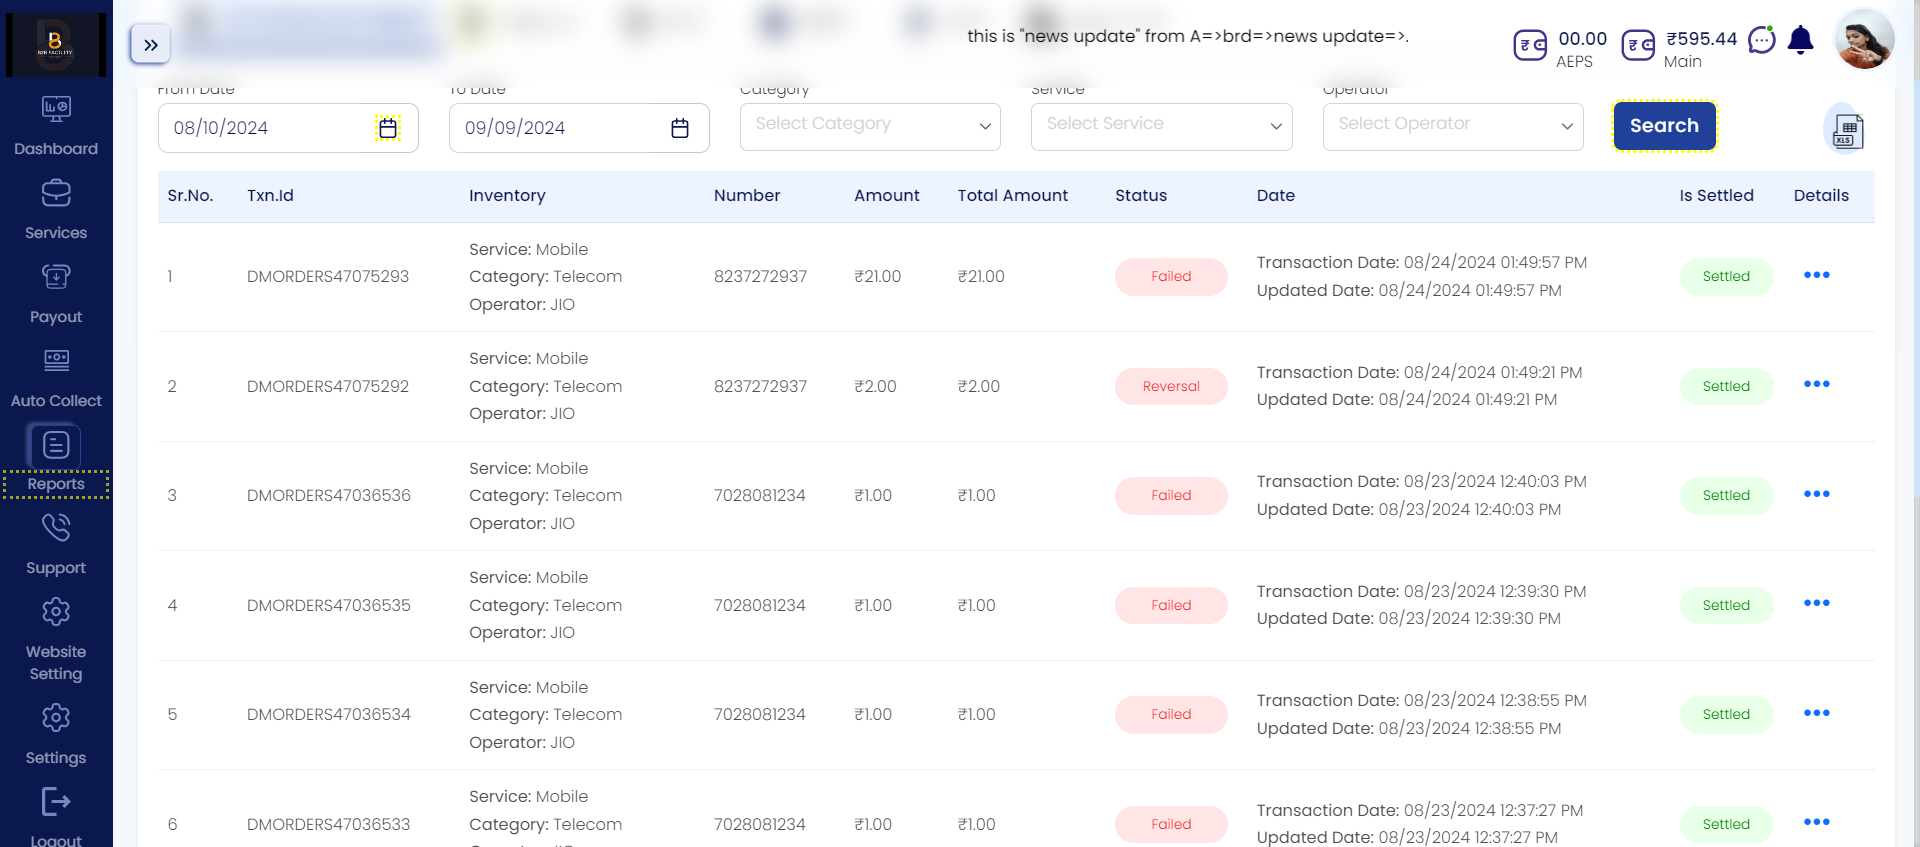 B2B FACILITY
this is "news update" from A=>brd=>news update=>.
00.00
AEPS
₹595.44
Main
Dashboard
Services
Payout
Auto Collect
Reports
Support
Website
Setting
Settings
Logout
From Date
To Date
Category
Service
Operator
08/10/2024
09/09/2024
Select Category
Select Service
Select Operator
Search
XLS
Sr.No. Txn.Id Inventory Number Amount Total Amount Status Date Is Settled Details
Service: Mobile
Category: Telecom
Operator: JIO
1 DMORDERS47075293 8237272937 ₹21.00 ₹21.00 Failed
Transaction Date: 08/24/2024 01:49:57 PM
Updated Date: 08/24/2024 01:49:57 PM
Settled
Service: Mobile
Category: Telecom
Operator: JIO
2 DMORDERS47075292 8237272937 ₹2.00 ₹2.00 Reversal
Transaction Date: 08/24/2024 01:49:21 PM
Updated Date: 08/24/2024 01:49:21 PM
Settled
Service: Mobile
Category: Telecom
Operator: JIO
3 DMORDERS47036536 7028081234 ₹1.00 ₹1.00 Failed
Transaction Date: 08/23/2024 12:40:03 PM
Updated Date: 08/23/2024 12:40:03 PM
Settled
Service: Mobile
Category: Telecom
Operator: JIO
4 DMORDERS47036535 7028081234 ₹1.00 ₹1.00 Failed
Transaction Date: 08/23/2024 12:39:30 PM
Updated Date: 08/23/2024 12:39:30 PM
Settled
Service: Mobile
Category: Telecom
Operator: JIO
5 DMORDERS47036534 7028081234 ₹1.00 ₹1.00 Failed
Transaction Date: 08/23/2024 12:38:55 PM
Updated Date: 08/23/2024 12:38:55 PM
Settled
Service: Mobile
Category: Telecom
6 DMORDERS47036533 7028081234 ₹1.00 ₹1.00 Failed
Transaction Date: 08/23/2024 12:37:27 PM
Updated Date: 08/23/2024 12:37:27 PM
Settled